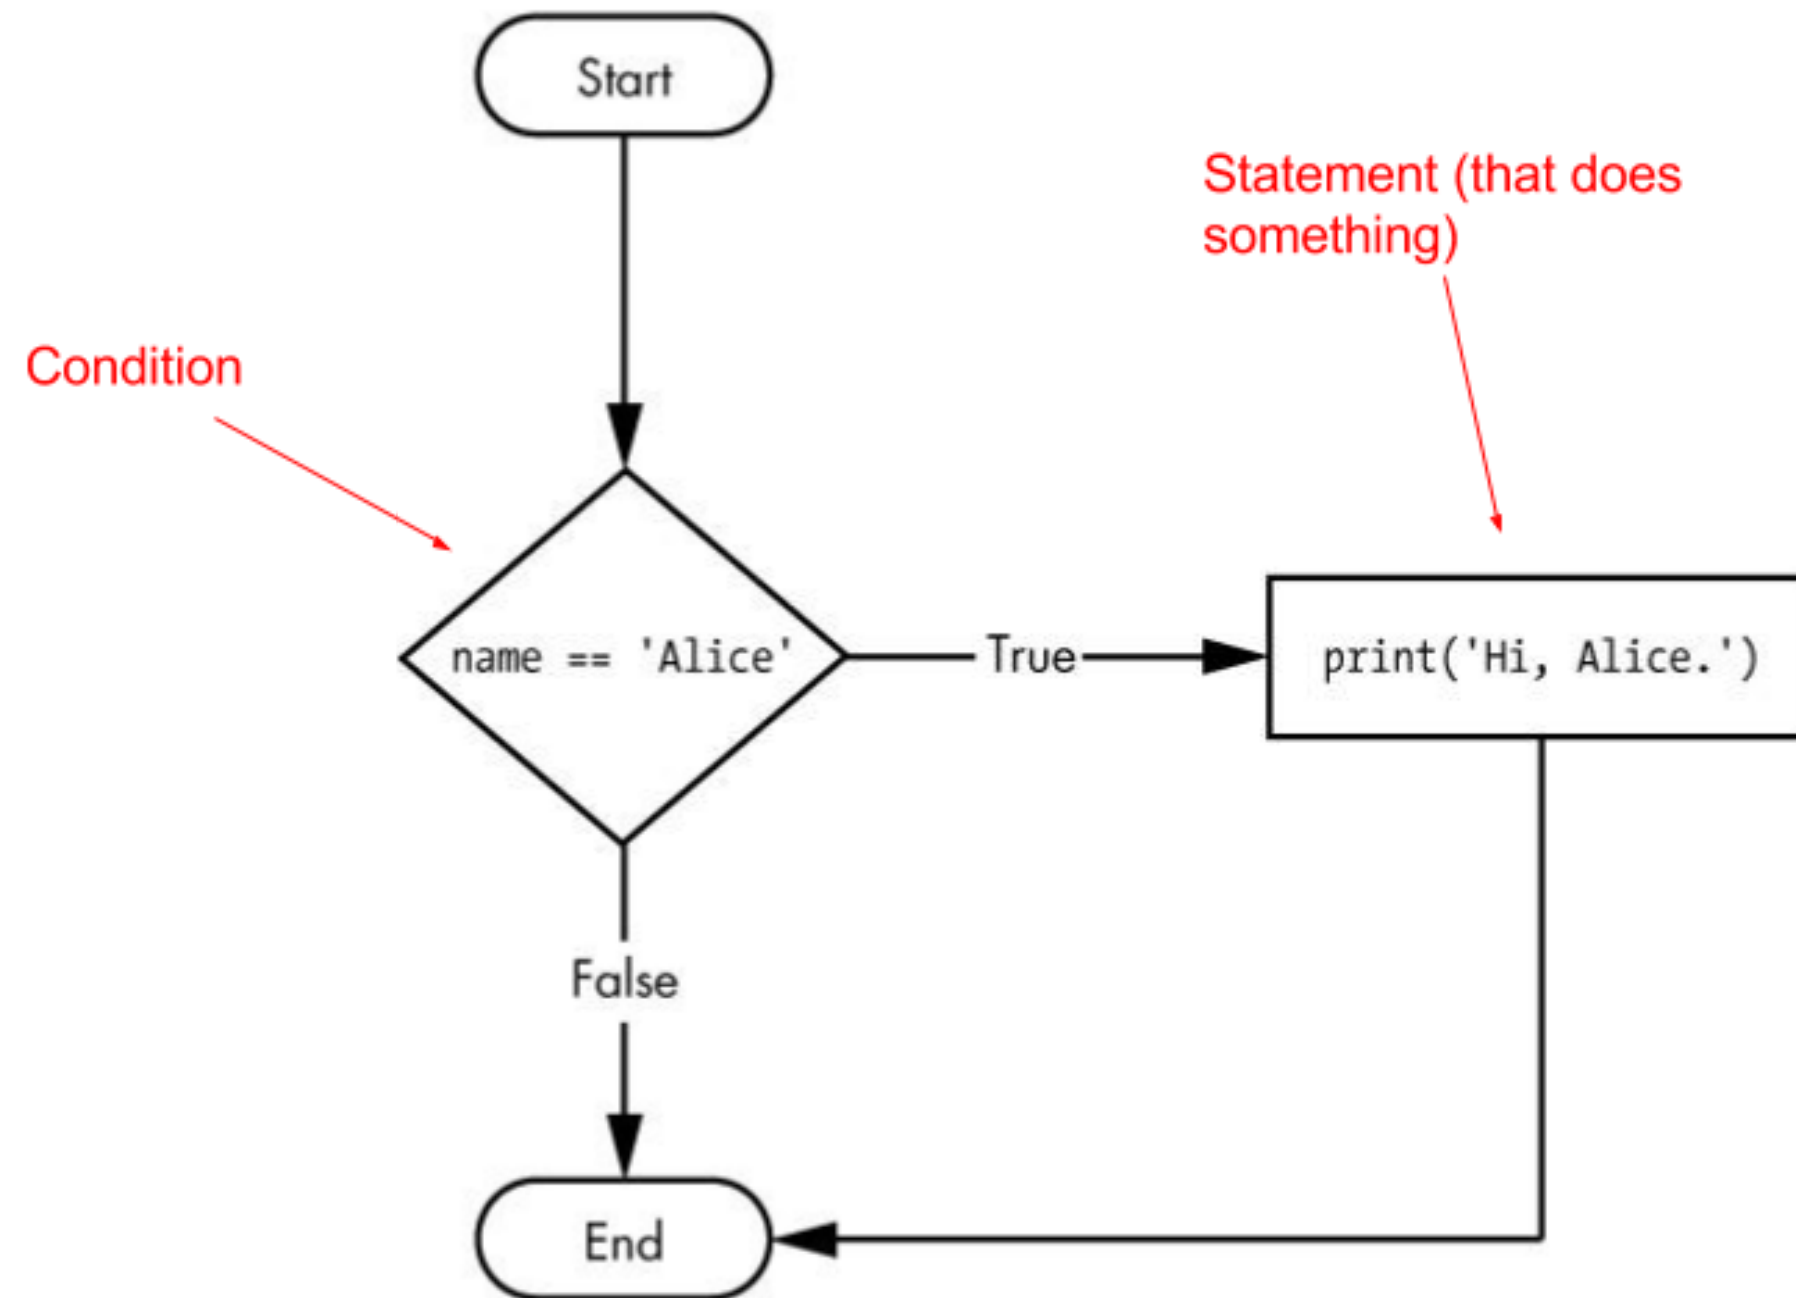 Start
Statement (that does
something)
Condition
name == 'Alice'
True
print('Hi, Alice.')
False
End